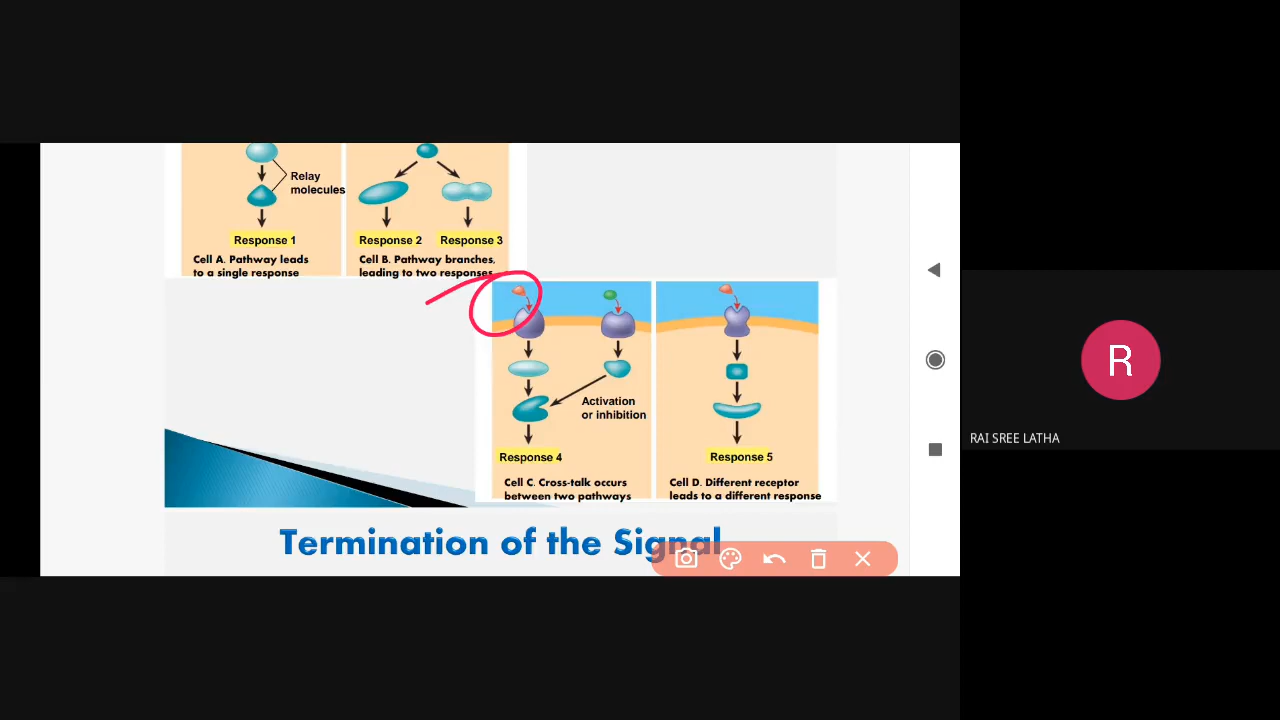 Relay
molecules
Response 1
Response 2
Response 3
Cell A. Pathway leads
to a single response
Cell B. Pathway branches,
leading to two responses
Activation
or inhibition
Response 4
Response 5
Cell C. Cross-talk occurs
between two pathways
Cell D. Different receptor
leads to a different response
Termination of the Signal
R
RAI SREE LATHA